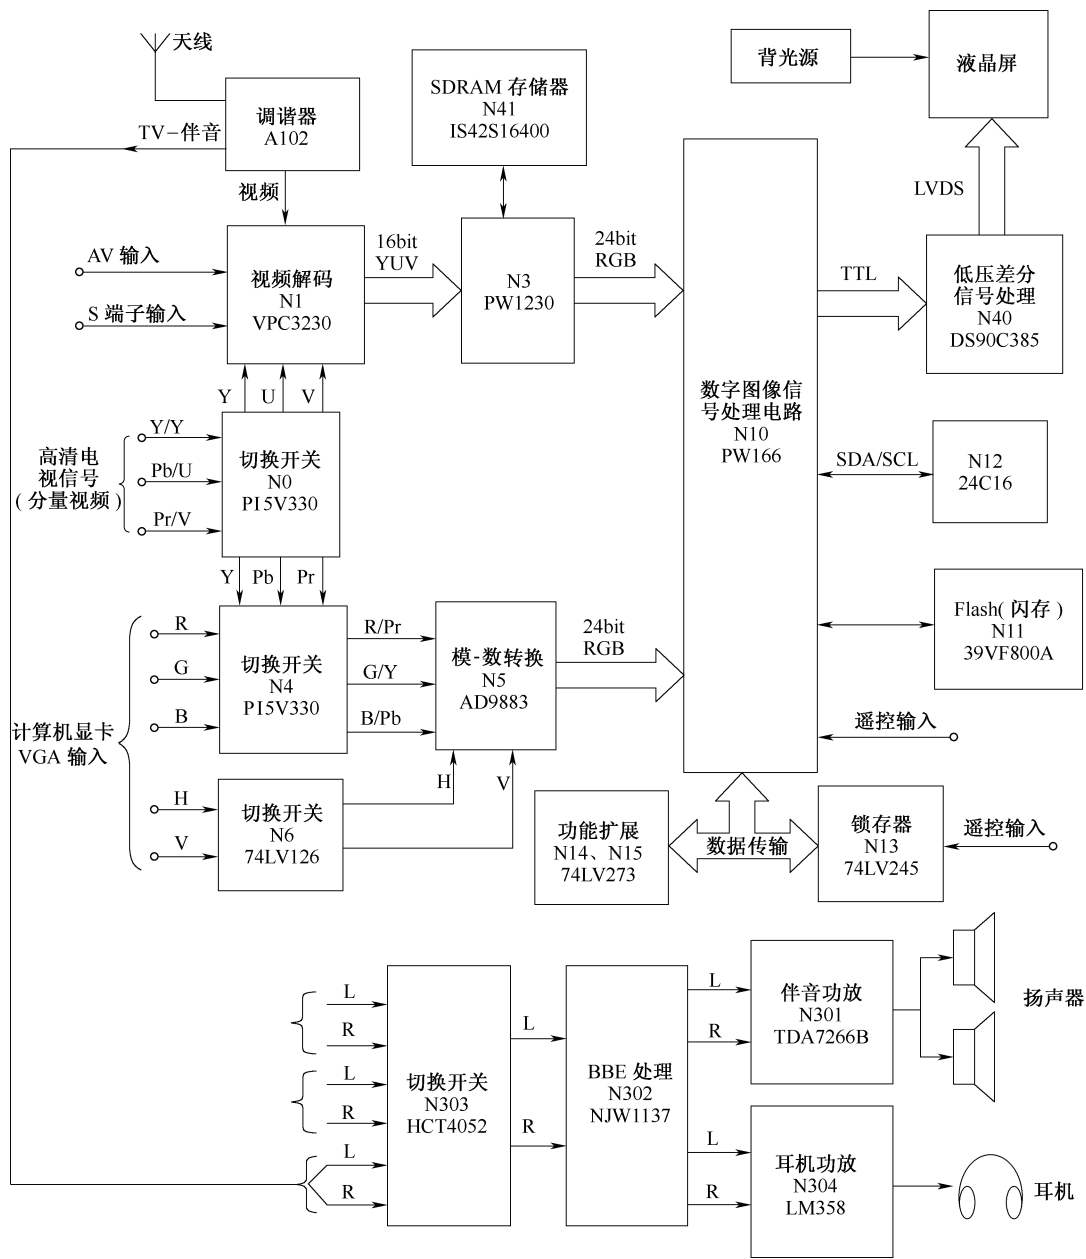 天线
调谐器
A102
TV-伴音
视频
SDRAM 存储器
N41
IS42S16400
背光源
液晶屏
LVDS
AV 输入
S 端子输入
视频解码
N1
VPC3230
16bit
YUV
N3
PW1230
24bit
RGB
TTL
低压差分
信号处理
N40
DS90C385
Y
U
V
高清电
视信号
(分量视频)
Y/Y
Pb/U
Pr/V
切换开关
N0
PI5V330
数字图像信
号处理电路
N10
PW166
SDA/SCL
N12
24C16
Y
Pb
Pr
Flash(闪存)
N11
39VF800A
计算机显卡
VGA 输入
R
G
B
H
V
切换开关
N4
PI5V330
R/Pr
G/Y
B/Pb
模-数转换
N5
AD9883
24bit
RGB
遥控输入
切换开关
N6
74LV126
H
V
功能扩展
N14、N15
74LV273
数据传输
锁存器
N13
74LV245
遥控输入
L
R
L
R
L
R
切换开关
N303
HCT4052
L
R
BBE 处理
N302
NJW1137
L
R
伴音功放
N301
TDA7266B
扬声器
L
R
耳机功放
N304
LM358
耳机